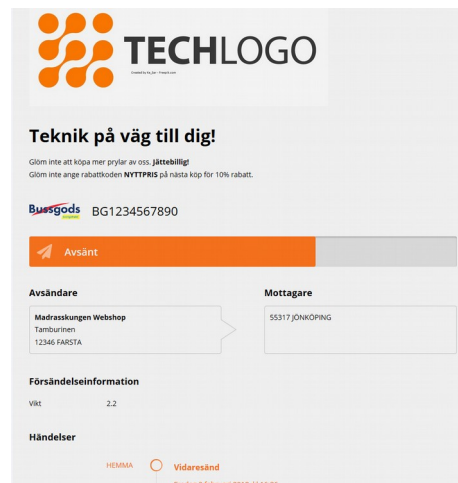 TECHLOGO
Teknik på väg till dig!
Glöm inte att köpa mer prylar av oss. Jättebillig!
Glöm inte ange rabattkoden NYTTPRIS på nästa köp för 10% rabatt.
Bussgods BG1234567890
Avsänt
Avsändare Mottagare
Madrasskungen Webshop 55317 JÖNKÖPING
Tamburinen
12346 FARSTA
Försändelseinformation
Vikt 2.2
Händelser
HEMMA Vidaresänd